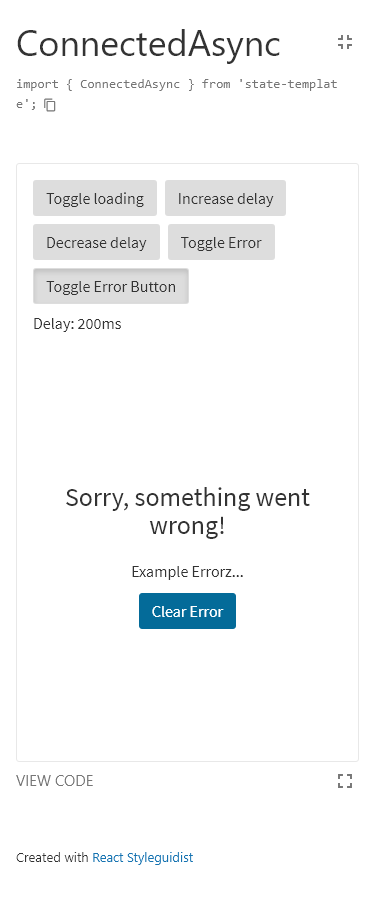 ConnectedAsync
import { ConnectedAsync } from 'state-templat
e';
Toggle loading
Increase delay
Decrease delay
Toggle Error
Toggle Error Button
Delay: 200ms
Sorry, something went
wrong!
Example Errorz...
Clear Error
VIEW CODE
Created with React Styleguidist